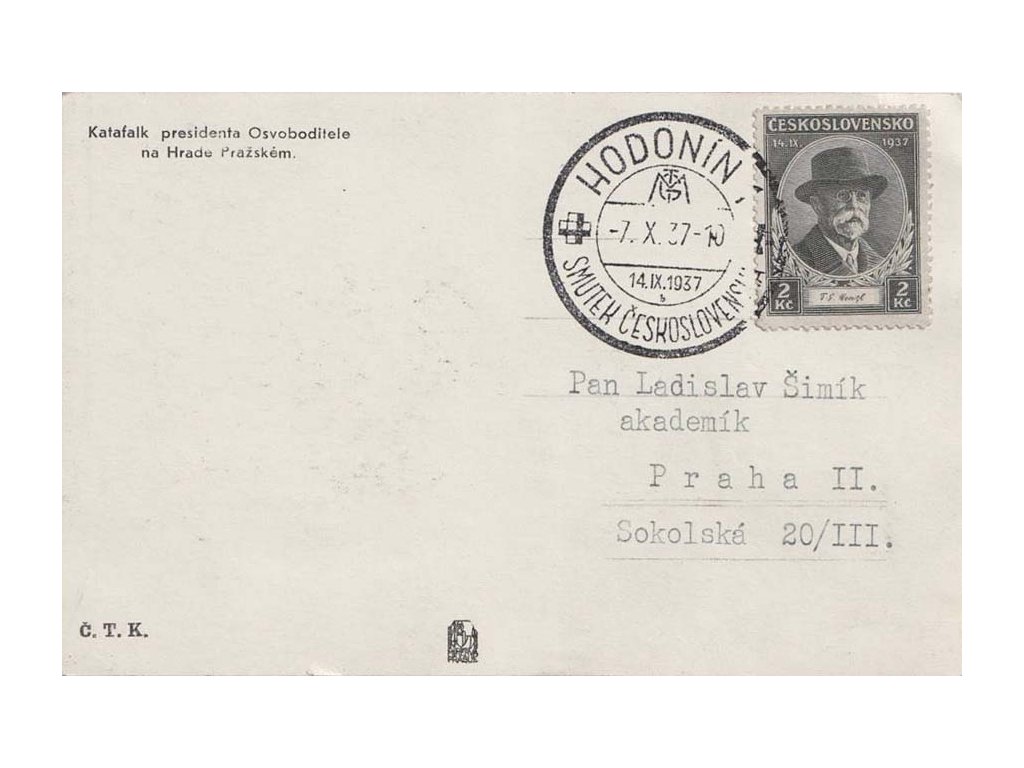 Katafalk presidenta Osvoboditele
na Hrade Pražském.
HODONÍN
-7. X. 37-10
14.IX.1937
b
SMUTEK ČESKOSLOVENSK
ČESKOSLOVENSKO
14.IX. 1937
2 Kč 2 Kč
Pan Ladislav Šimík
akademík
Praha II.
Sokolská 20/III.
Č. T. K.